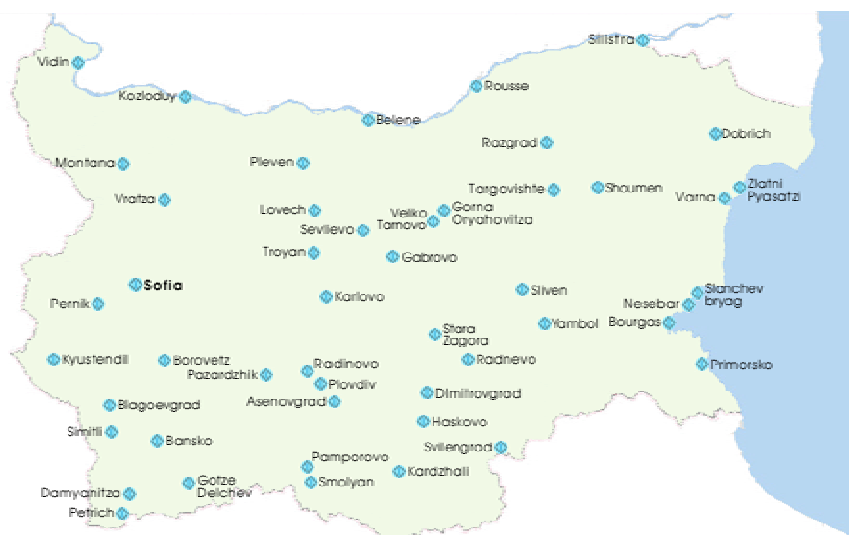 Silistra
Vidin
Rousse
Kozloduy
Belene
Dobrich
Razgrad
Montana
Pleven
Targovishte
Shoumen
Zlatni
Pyasatzi
Varna
Vratza
Lovech
Veliko
Tarnovo
Gorna
Oryahovitza
Sevlievo
Troyan
Gabrovo
Sofia
Sliven
Slanchev
bryag
Karlovo
Pernik
Nesebar
Bourgas
Yambol
Stara
Zagora
Kyustendil
Borovetz
Radnevo
Radinovo
Primorsko
Pazardzhik
Plovdiv
Dimitrovgrad
Asenovgrad
Blagoevgrad
Haskovo
Simitli
Bansko
Svilengrad
Pamporovo
Kardzhali
Gotze
Delchev
Smolyan
Damyanitza
Petrich